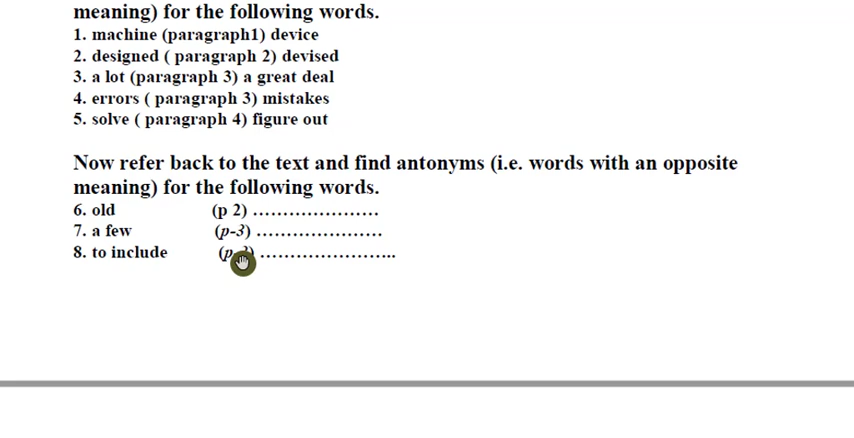 meaning) for the following words.
1. machine (paragraph1) device
2. designed ( paragraph 2) devised
3. a lot (paragraph 3) a great deal
4. errors ( paragraph 3) mistakes
5. solve ( paragraph 4) figure out
Now refer back to the text and find antonyms (i.e. words with an opposite
meaning) for the following words.
6. old (p 2) …………………
7. a few (p-3) …………………
8. to include …………………..